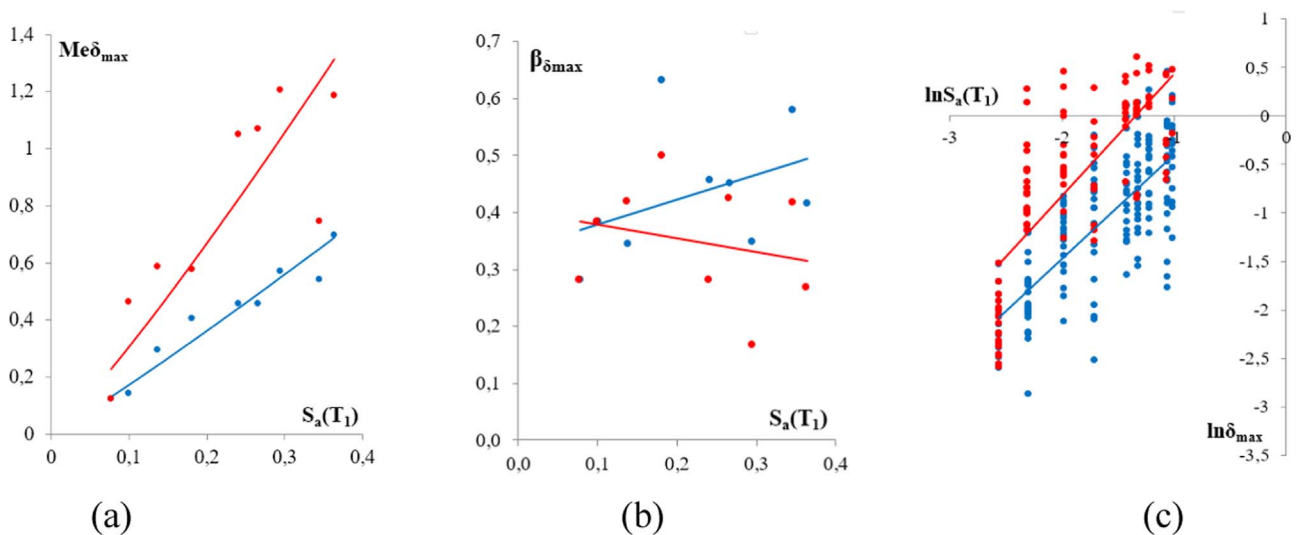 Meδmax
1,4
1,2
1
0,8
0,6
0,4
0,2
0
Sa(T1)
0 0,1 0,2 0,3 0,4
(a)
βδmax
0,7
0,6
0,5
0,4
0,3
0,2
0,1
0,0
Sa(T1)
0,0 0,1 0,2 0,3 0,4
(b)
lnSa(T1)
1
0,5
0
-0,5
-1
-1,5
-2
-2,5
-3
-3,5
-3 -2 -1 0
lnδmax
(c)